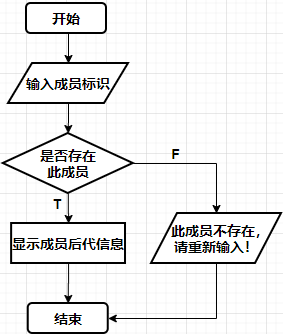 开始
输入成员标识
是否存在
此成员
F
T
显示成员后代信息
此成员不存在，
请重新输入！
结束